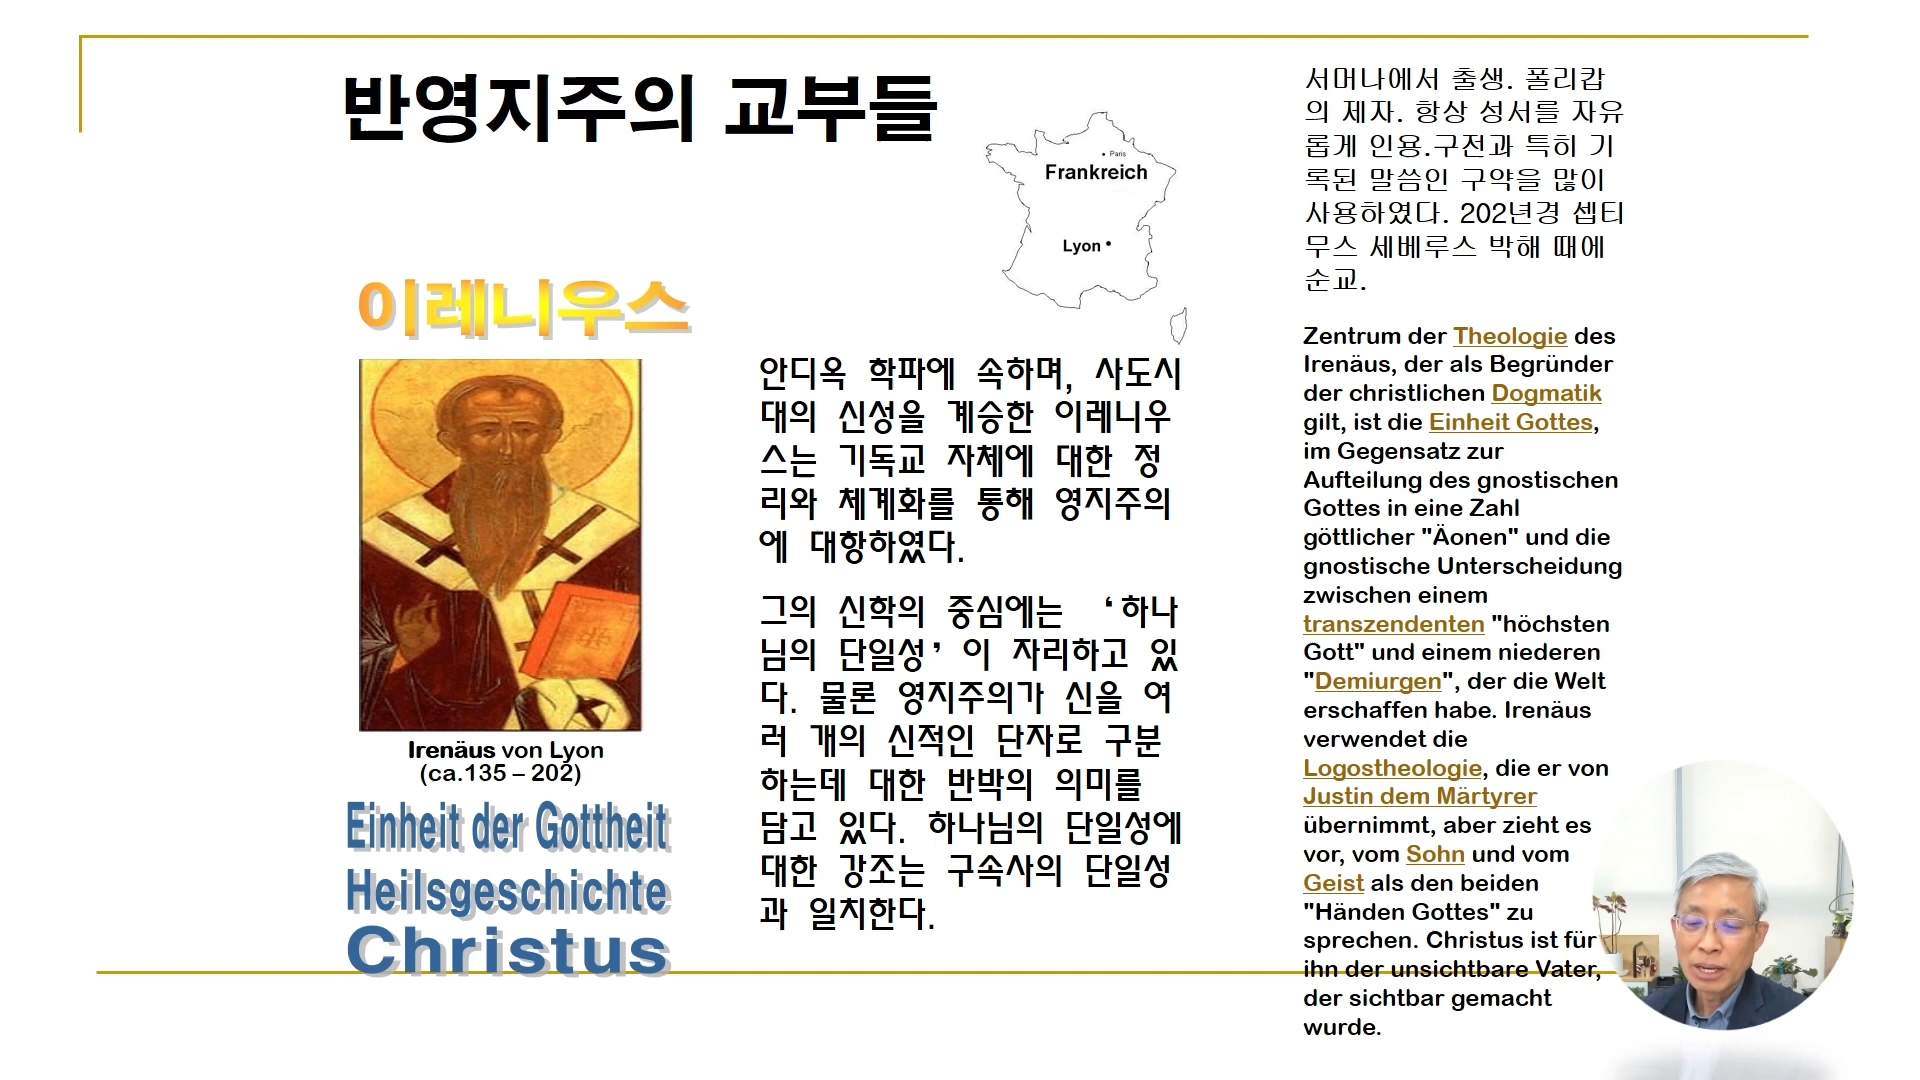 반영지주의 교부들
Paris
Frankreich
Lyon
이레니우스
Irenäus von Lyon
(ca.135 – 202)
Einheit der Gottheit
Heilsgeschichte
Christus
안디옥 학파에 속하며, 사도시
대의 신성을 계승한 이레니우
스는 기독교 자체에 대한 정
리와 체계화를 통해 영지주의
에 대항하였다.
그의 신학의 중심에는 ‘하나
님의 단일성’이 자리하고 있
다. 물론 영지주의가 신을 여
러 개의 신적인 단자로 구분
하는데 대한 반박의 의미를
담고 있다. 하나님의 단일성에
대한 강조는 구속사의 단일성
과 일치한다.
서머나에서 출생. 폴리캅
의 제자. 항상 성서를 자유
롭게 인용.구전과 특히 기
록된 말씀인 구약을 많이
사용하였다. 202년경 셉티
무스 세베루스 박해 때에
순교.
Zentrum der Theologie des
Irenäus, der als Begründer
der christlichen Dogmatik
gilt, ist die Einheit Gottes,
im Gegensatz zur
Aufteilung des gnostischen
Gottes in eine Zahl
göttlicher "Äonen" und die
gnostische Unterscheidung
zwischen einem
transzendenten "höchsten
Gott" und einem niederen
"Demiurgen", der die Welt
erschaffen habe. Irenäus
verwendet die
Logostheologie, die er von
Justin dem Märtyrer
übernimmt, aber zieht es
vor, vom Sohn und vom
Geist als den beiden
"Händen Gottes" zu
sprechen. Christus ist für
ihn der unsichtbare Vater,
der sichtbar gemacht
wurde.